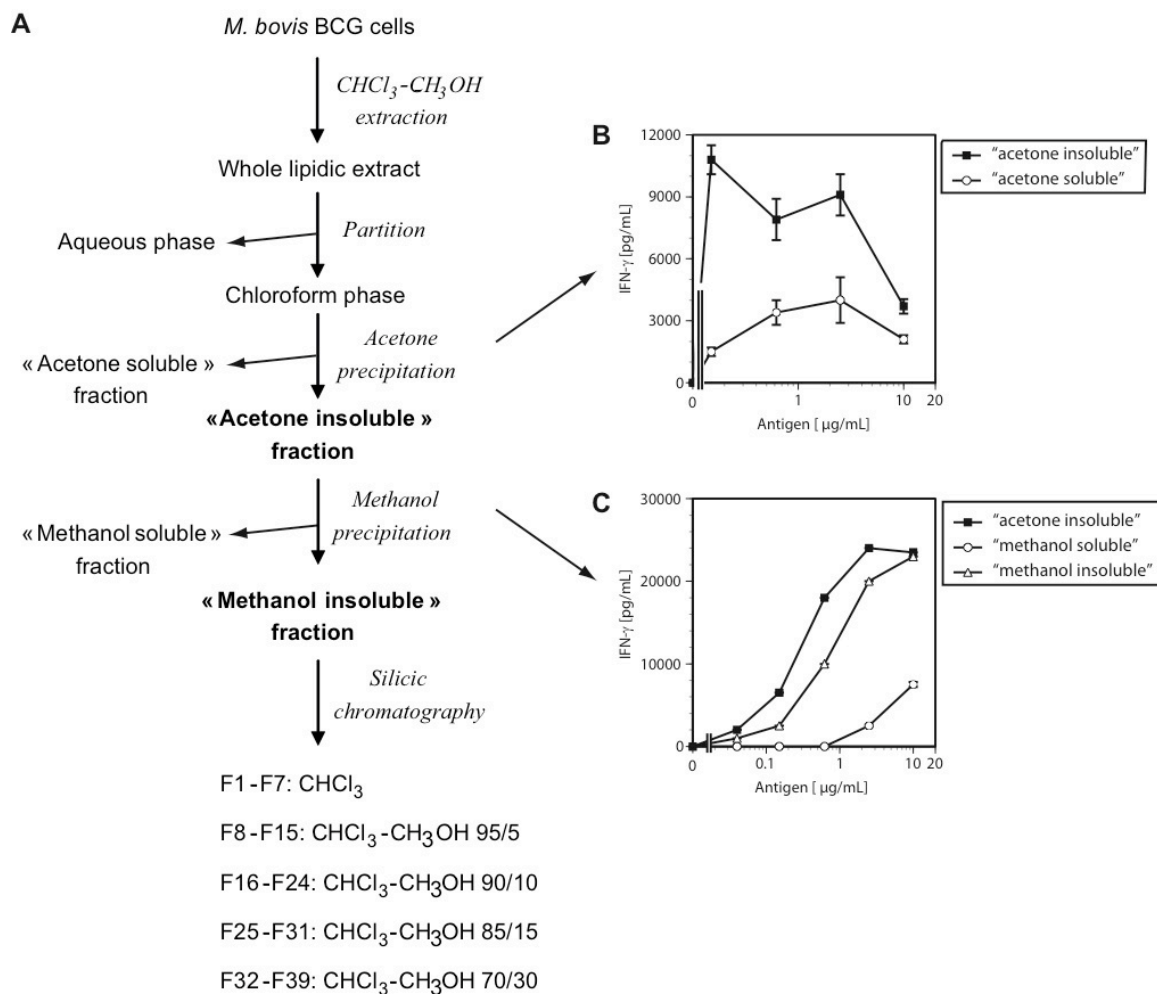 A
M. bovis BCG cells
CHCl3-CH3OH
extraction
Whole lipidic extract
Aqueous phase
Partition
Chloroform phase
« Acetone soluble »
fraction
Acetone
precipitation
«Acetone insoluble »
fraction
« Methanol soluble »
fraction
Methanol
precipitation
«Methanol insoluble »
fraction
Silicic
chromatography
F1-F7: CHCl3
F8-F15: CHCl3-CH3OH 95/5
F16-F24: CHCl3-CH3OH 90/10
F25-F31: CHCl3-CH3OH 85/15
F32-F39: CHCl3-CH3OH 70/30
B
12000
9000
6000
3000
0
IFN-γ [pg/mL]
0 1 10 20
Antigen [ µg/mL]
"acetone insoluble"
"acetone soluble"
C
30000
20000
10000
0
IFN-γ [pg/mL]
0 0.1 1 10 20
Antigen [ µg/mL]
"acetone insoluble"
"methanol soluble"
"methanol insoluble"